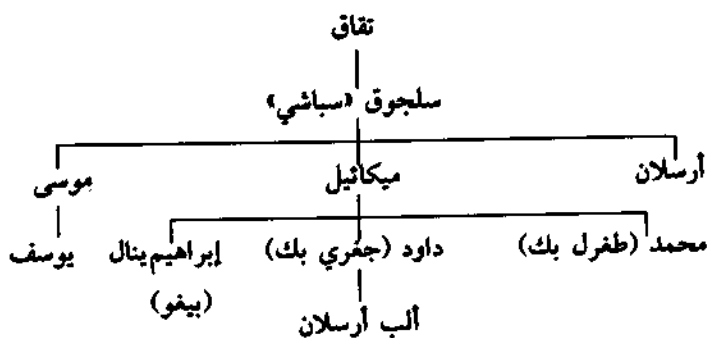 تقاق
سلجوق «سباشي»
أرسلان ميكائيل موسى
محمد (طغرل بك) داود (جغري بك) إبراهيم ينال يوسف
(بيغو)
ألب أرسلان